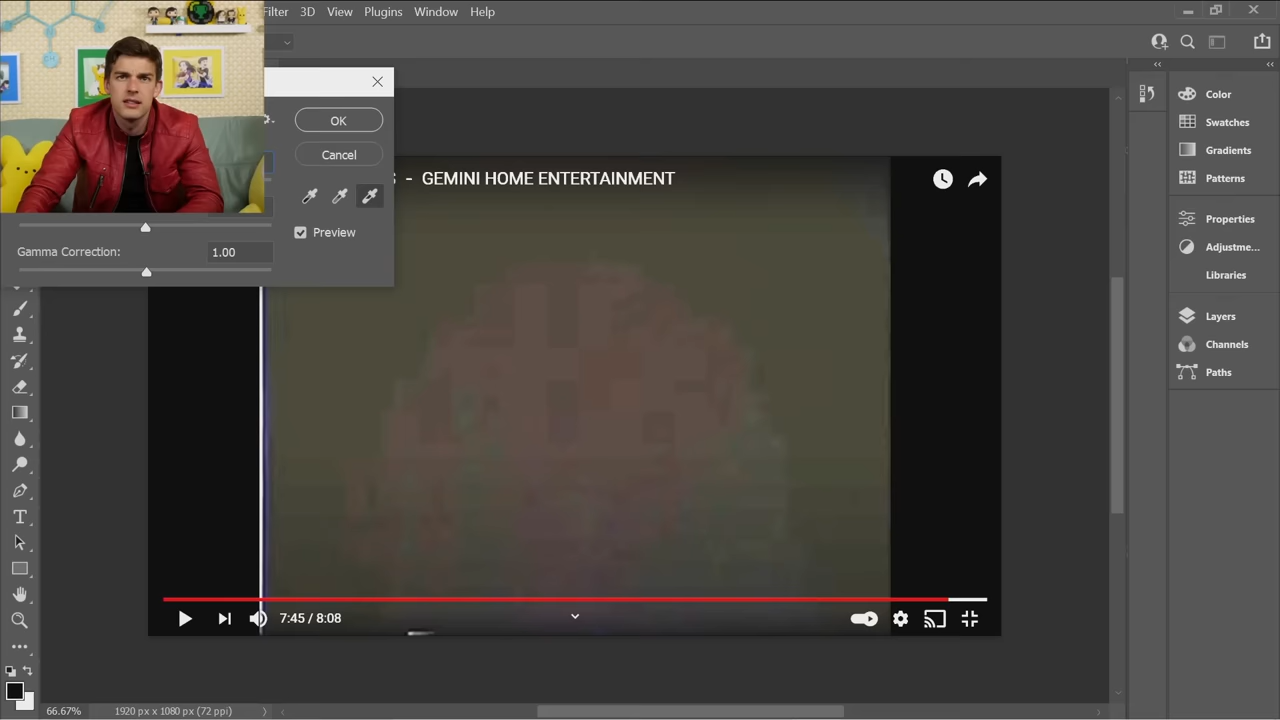 Filter 3D View Plugins Window Help
OK
Cancel
Preview
Gamma Correction: 1.00
- GEMINI HOME ENTERTAINMENT
7:45 / 8:08
Color
Swatches
Gradients
Patterns
Properties
Adjustme...
Libraries
Layers
Channels
Paths
66.67% 1920 px x 1080 px (72 ppi)